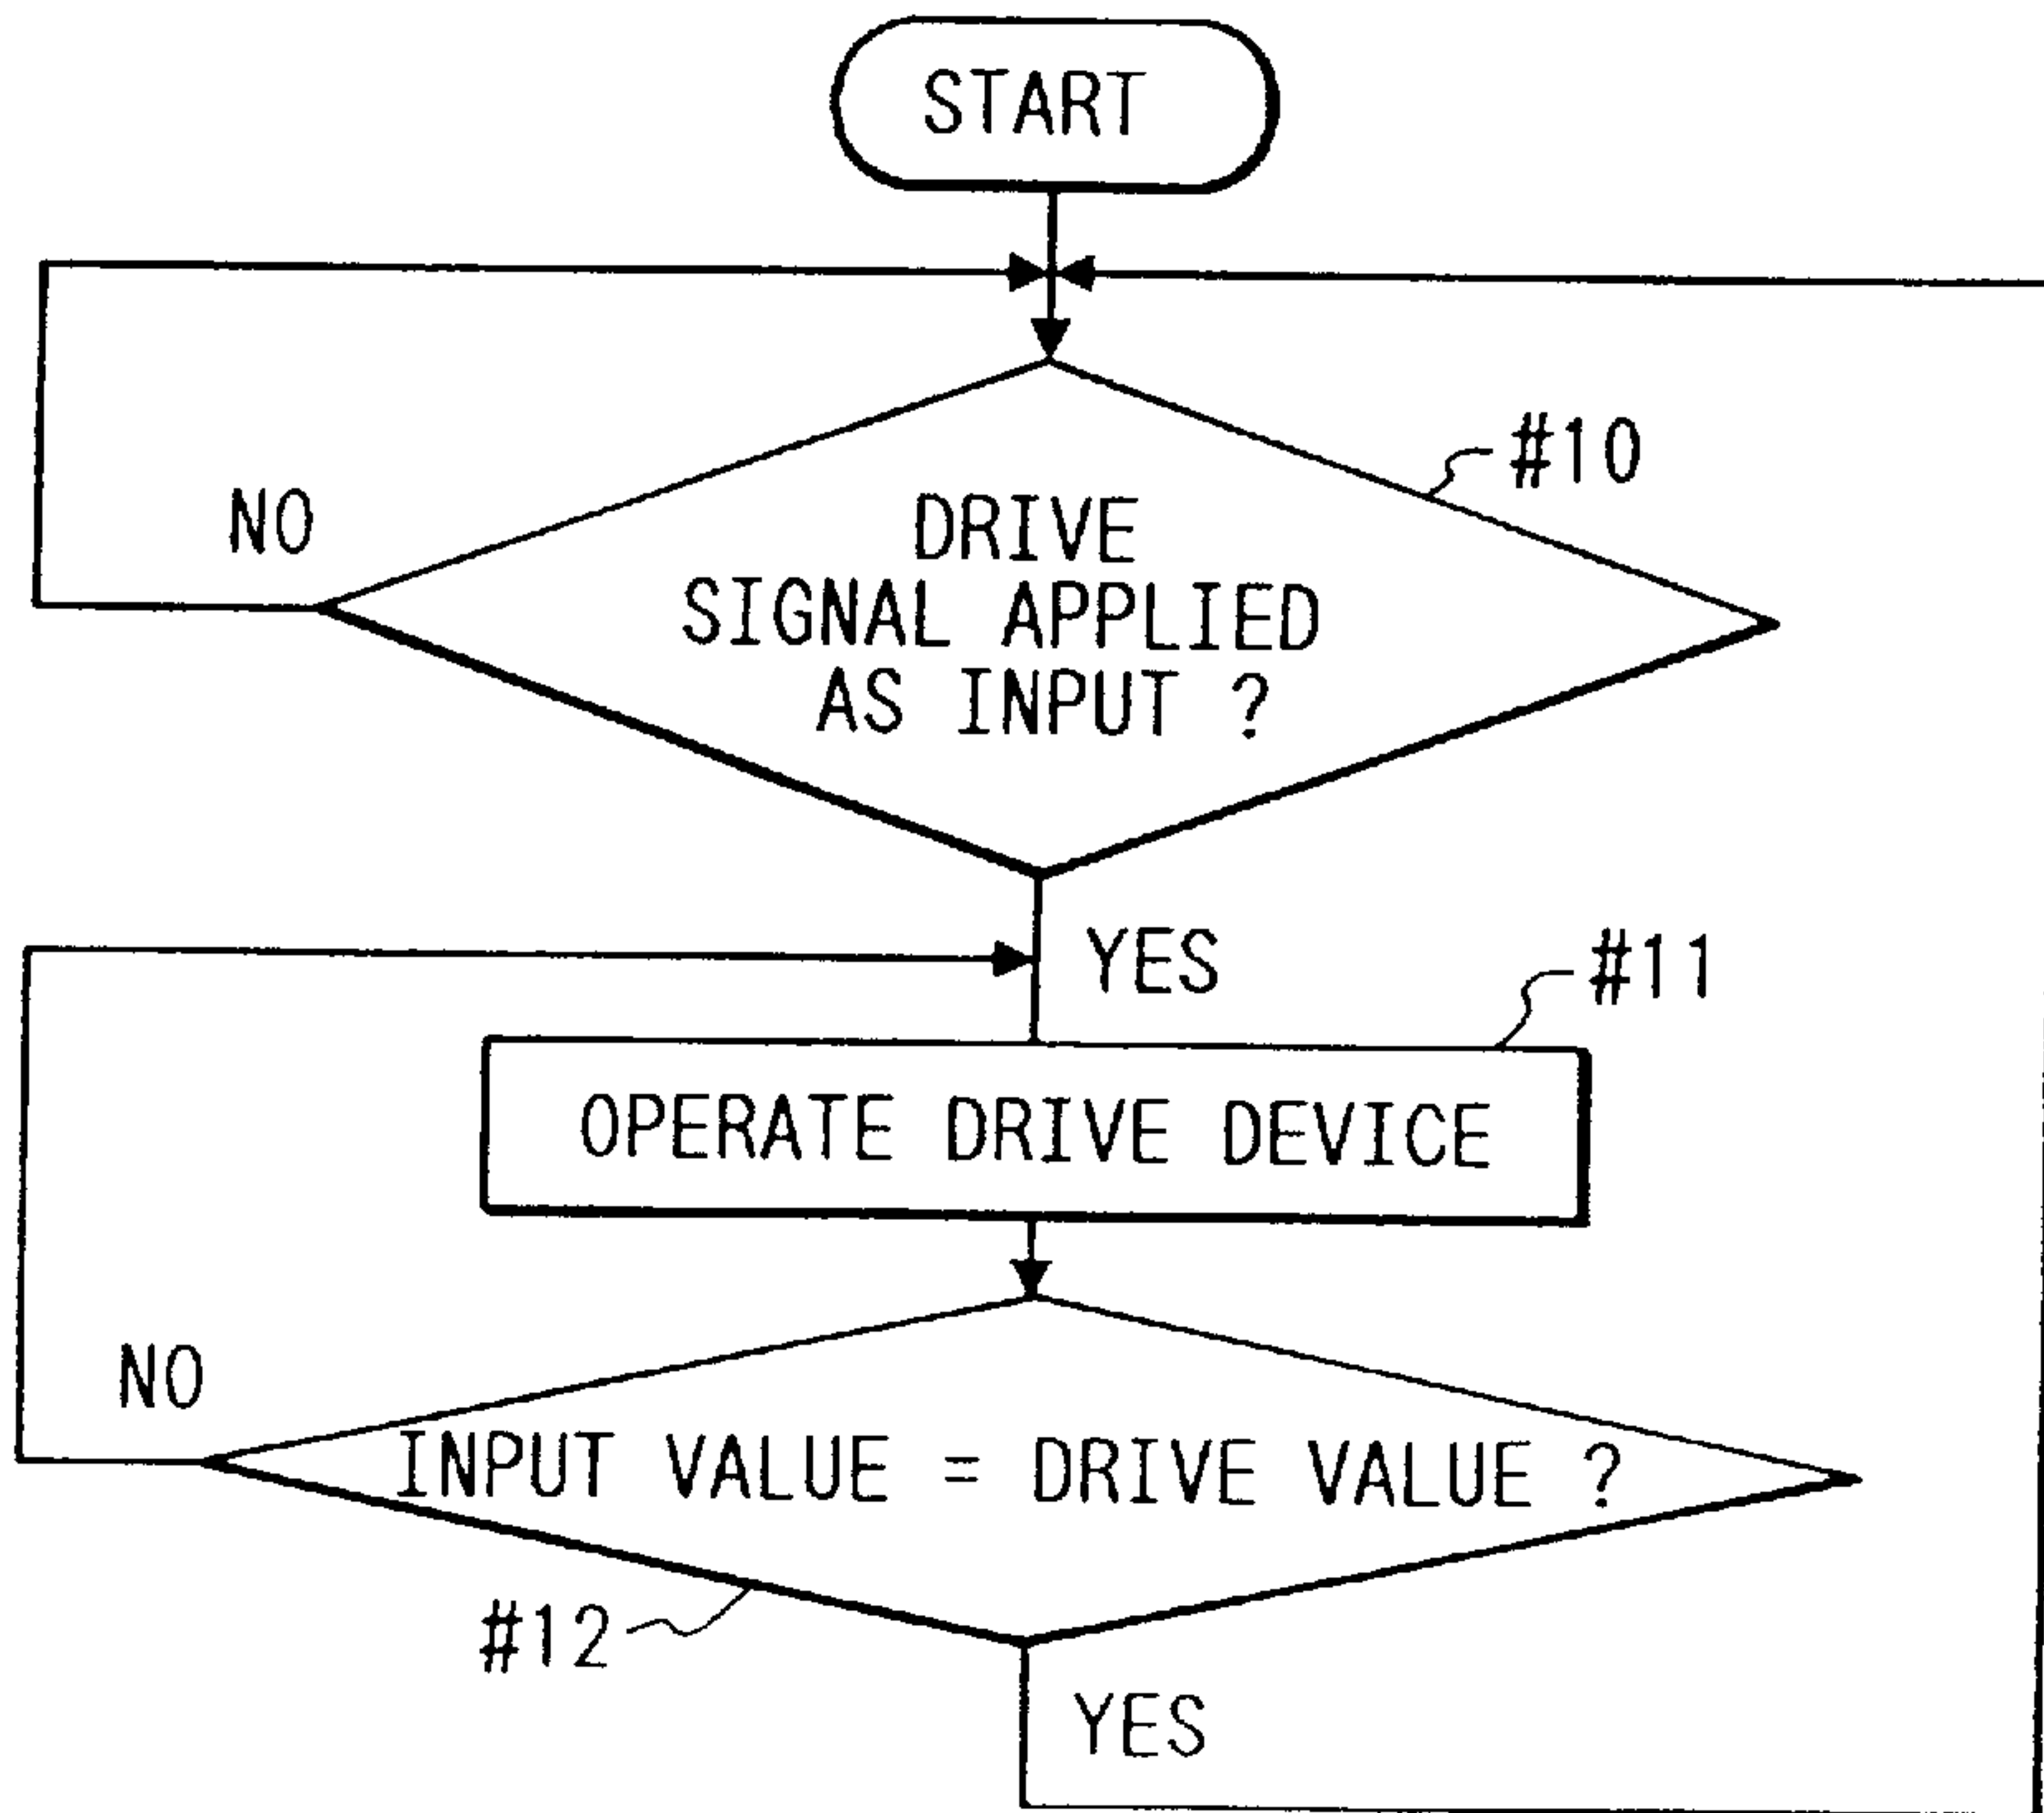 START
#10
NO
DRIVE
SIGNAL APPLIED
AS INPUT ?
YES
#11
OPERATE DRIVE DEVICE
NO
INPUT VALUE = DRIVE VALUE ?
#12
YES